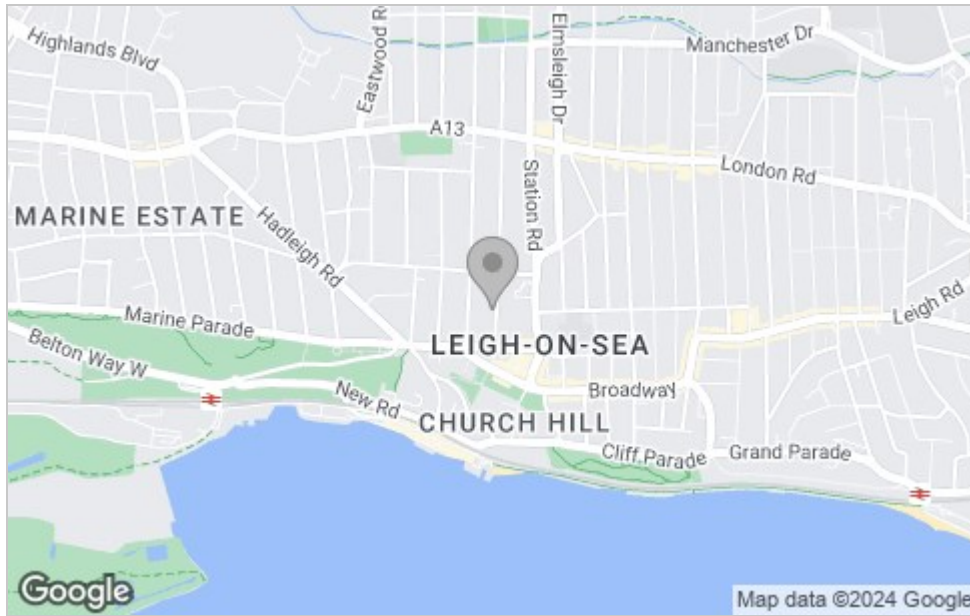 Highlands Blvd
Eastwood R
Elmsleigh Dr
Manchester Dr
A13
London Rd
Station Rd
MARINE ESTATE
Hadleigh Rd
Leigh Rd
Marine Parade
LEIGH-ON-SEA
Belton Way W
New Rd
Broadway
CHURCH HILL
Cliff Parade
Grand Parade
Google
Map data ©2024 Google